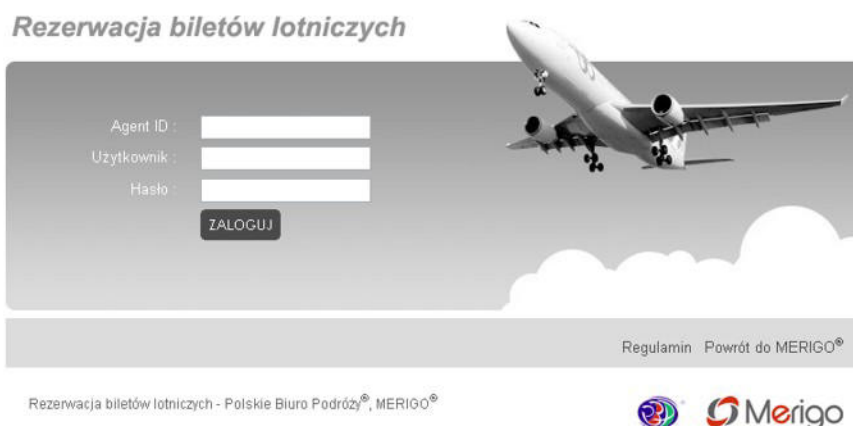 Rezerwacja biletów lotniczych
Agent ID :
Użytkownik :
Hasło :
ZALOGUJ
Regulamin Powrót do MERIGO®
Rezerwacja biletów lotniczych - Polskie Biuro Podróży®, MERIGO®
Merigo